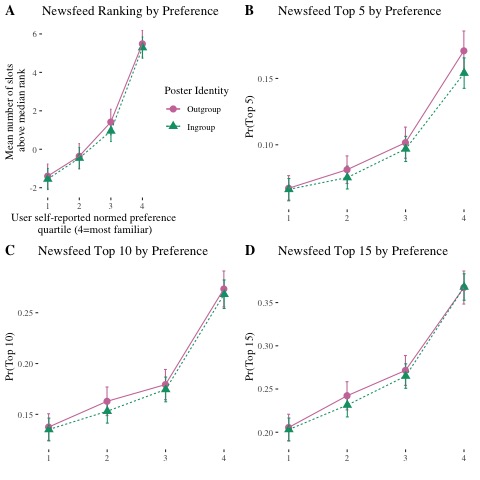 A
Newsfeed Ranking by Preference
Mean number of slots
above median rank
6
4
2
0
-2
1
2
3
4
User self-reported normed preference
quartile (4=most familiar)
Poster Identity
Outgroup
Ingroup
B
Newsfeed Top 5 by Preference
Pr(Top 5)
0.15
0.10
1
2
3
4
C
Newsfeed Top 10 by Preference
Pr(Top 10)
0.25
0.20
0.15
1
2
3
4
D
Newsfeed Top 15 by Preference
Pr(Top 15)
0.35
0.30
0.25
0.20
1
2
3
4